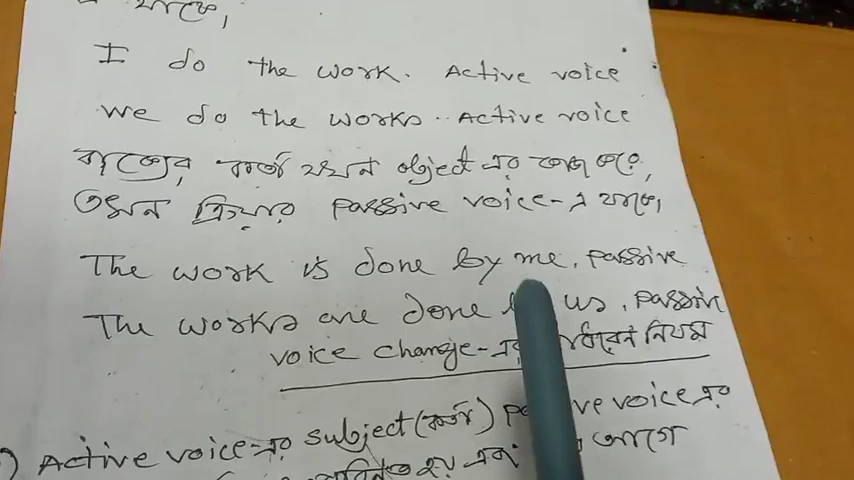 থাকে,
I do the work. Active voice
We do the works.. Active voice
বাক্যের কর্তা যখন object এর কাজ করে,
তখন ক্রিয়ার passive voice-এ থাকে,
The work is done by me. passive
The works are done by us. passive
voice change-এর নিয়ম
) Active voice-এর subject (কর্তা) passive voice এর
হয় এবং আগে